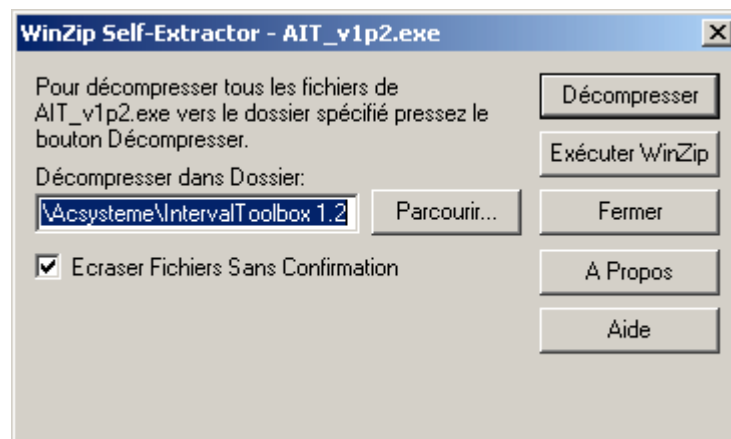 WinZip Self-Extractor - AIT_v1p2.exe
Pour décompresser tous les fichiers de
AIT_v1p2.exe vers le dossier spécifié pressez le
bouton Décompresser.
Décompresser dans Dossier:
\Acsysteme\IntervalToolbox 1.2
Parcourir...
Ecraser Fichiers Sans Confirmation
Décompresser
Exécuter WinZip
Fermer
A Propos
Aide